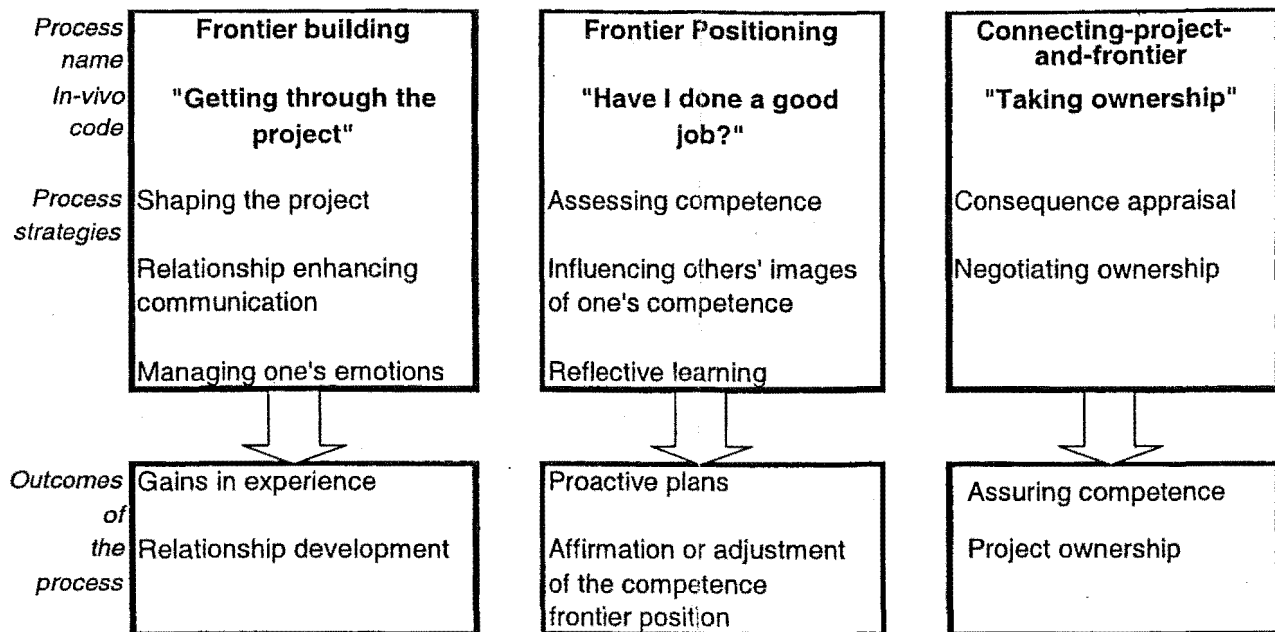 Process name
Frontier building
Frontier Positioning
Connecting-project-
and-frontier
In-vivo code
"Getting through the
project"
"Have I done a good
job?"
"Taking ownership"
Process strategies
Shaping the project
Relationship enhancing
communication
Managing one's emotions
Assessing competence
Influencing others' images
of one's competence
Reflective learning
Consequence appraisal
Negotiating ownership
Outcomes
of
the
process
Gains in experience
Relationship development
Proactive plans
Affirmation or adjustment
of the competence
frontier position
Assuring competence
Project ownership